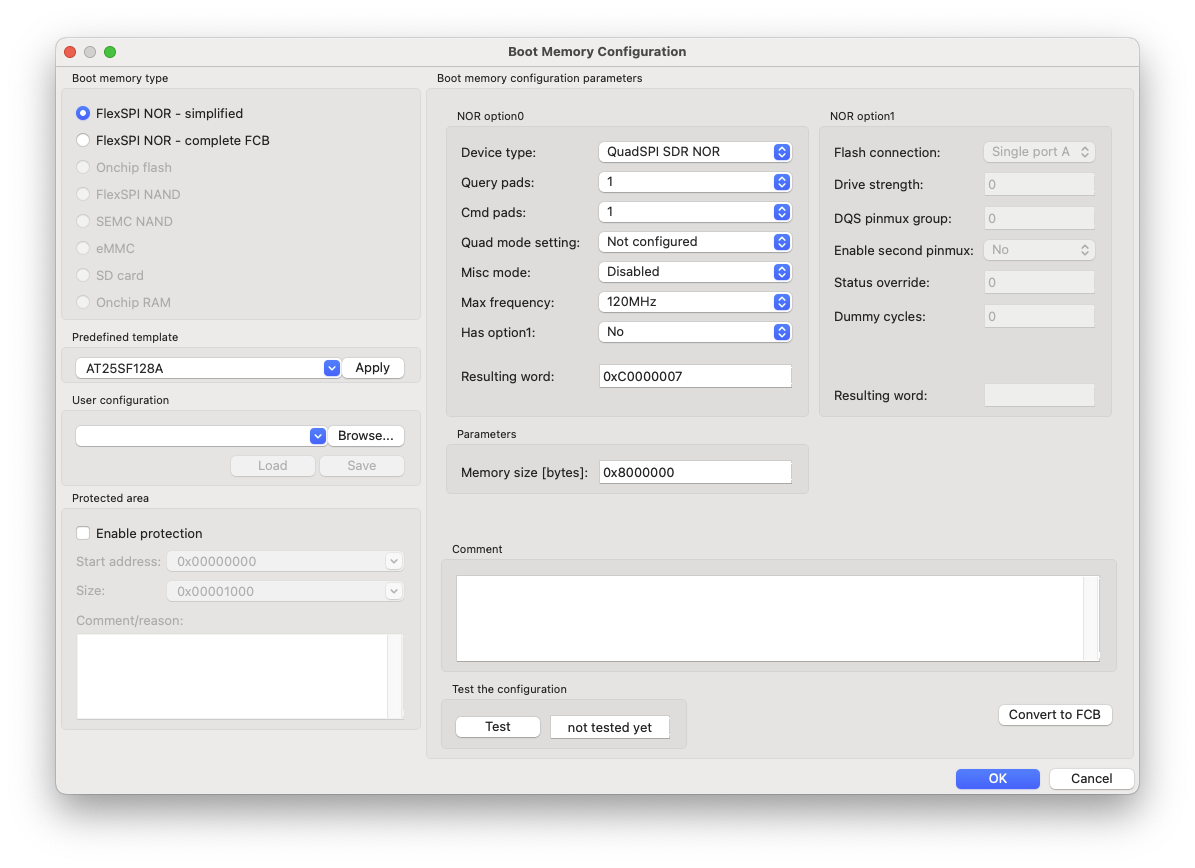 Boot Memory Configuration
Boot memory type
FlexSPI NOR - simplified
FlexSPI NOR - complete FCB
Onchip flash
FlexSPI NAND
SEMC NAND
eMMC
SD card
Onchip RAM
Predefined template
AT25SF128A
Apply
User configuration
Browse...
Load
Save
Protected area
Enable protection
Start address: 0x00000000
Size: 0x00001000
Comment/reason:
Boot memory configuration parameters
NOR option0
Device type: QuadSPI SDR NOR
Query pads: 1
Cmd pads: 1
Quad mode setting: Not configured
Misc mode: Disabled
Max frequency: 120MHz
Has option1: No
Resulting word: 0xC0000007
NOR option1
Flash connection: Single port A
Drive strength: 0
DQS pinmux group: 0
Enable second pinmux: No
Status override: 0
Dummy cycles: 0
Resulting word:
Parameters
Memory size [bytes]: 0x8000000
Comment
Test the configuration
Test
not tested yet
Convert to FCB
OK
Cancel